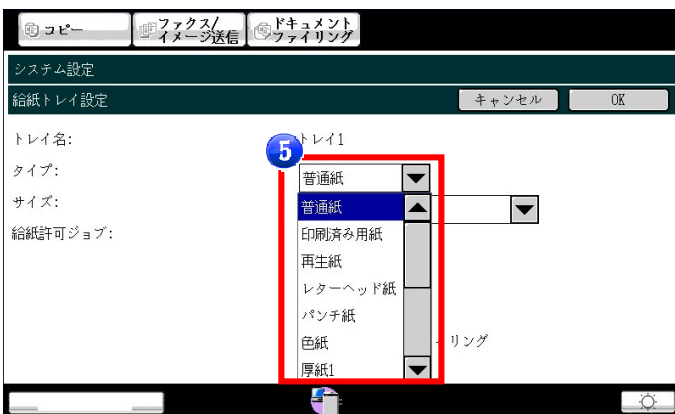 コピー
ファクス/
イメージ送信
ドキュメント
ファイリング
システム設定
給紙トレイ設定
キャンセル
OK
トレイ名:
トレイ1
5
タイプ:
普通紙
サイズ:
普通紙
給紙許可ジョブ:
印刷済み用紙
再生紙
レターヘッド紙
パンチ紙
色紙
リング
厚紙1